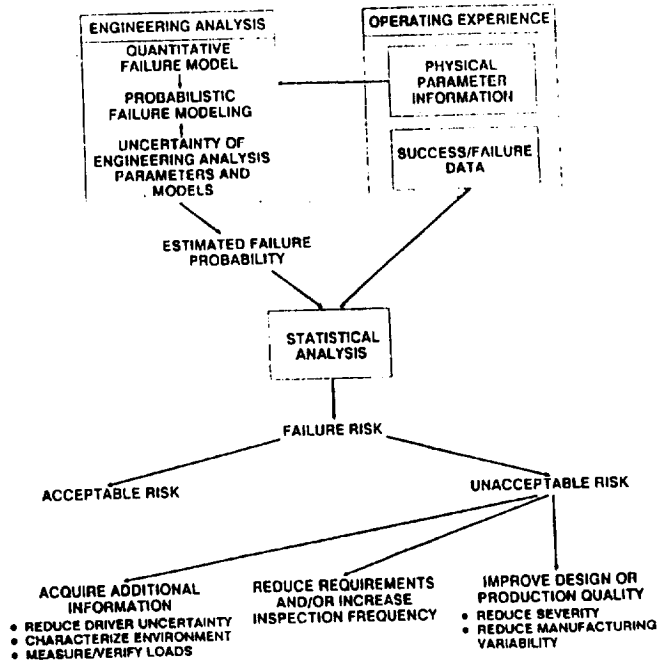 ENGINEERING ANALYSIS
QUANTITATIVE
FAILURE MODEL
PROBABILISTIC
FAILURE MODELING
UNCERTAINTY OF
ENGINEERING ANALYSIS
PARAMETERS AND
MODELS
OPERATING EXPERIENCE
PHYSICAL
PARAMETER
INFORMATION
SUCCESS/FAILURE
DATA
ESTIMATED FAILURE
PROBABILITY
STATISTICAL
ANALYSIS
FAILURE RISK
ACCEPTABLE RISK
UNACCEPTABLE RISK
ACQUIRE ADDITIONAL
INFORMATION
• REDUCE DRIVER UNCERTAINTY
• CHARACTERIZE ENVIRONMENT
• MEASURE/VERIFY LOADS
REDUCE REQUIREMENTS
AND/OR INCREASE
INSPECTION FREQUENCY
IMPROVE DESIGN OR
PRODUCTION QUALITY
• REDUCE SEVERITY
• REDUCE MANUFACTURING
VARIABILITY